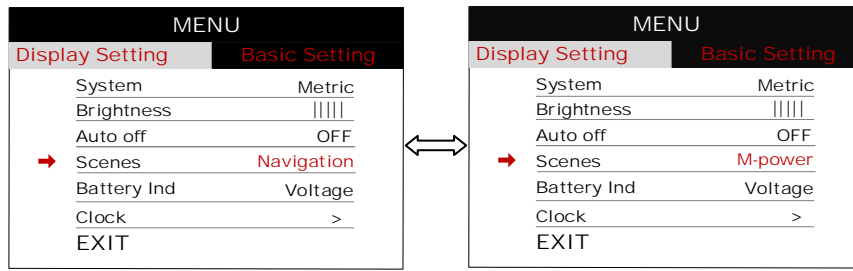 MENU
Display Setting Basic Setting
System Metric
Brightness |||||
Auto off OFF
Scenes Navigation
Battery Ind Voltage
Clock >
EXIT
MENU
Display Setting Basic Setting
System Metric
Brightness |||||
Auto off OFF
Scenes M-power
Battery Ind Voltage
Clock >
EXIT